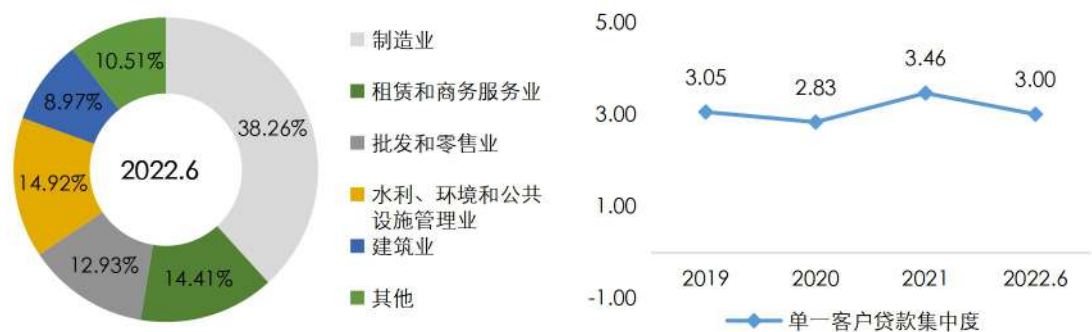 10.51%
8.97%
38.26%
2022.6
14.92%
12.93%
14.41%
制造业
租赁和商务服务业
批发和零售业
水利、环境和公共
设施管理业
建筑业
其他
5.00
3.00
1.00
-1.00
3.05
2.83
3.46
3.00
2019
2020
2021
2022.6
单一客户贷款集中度